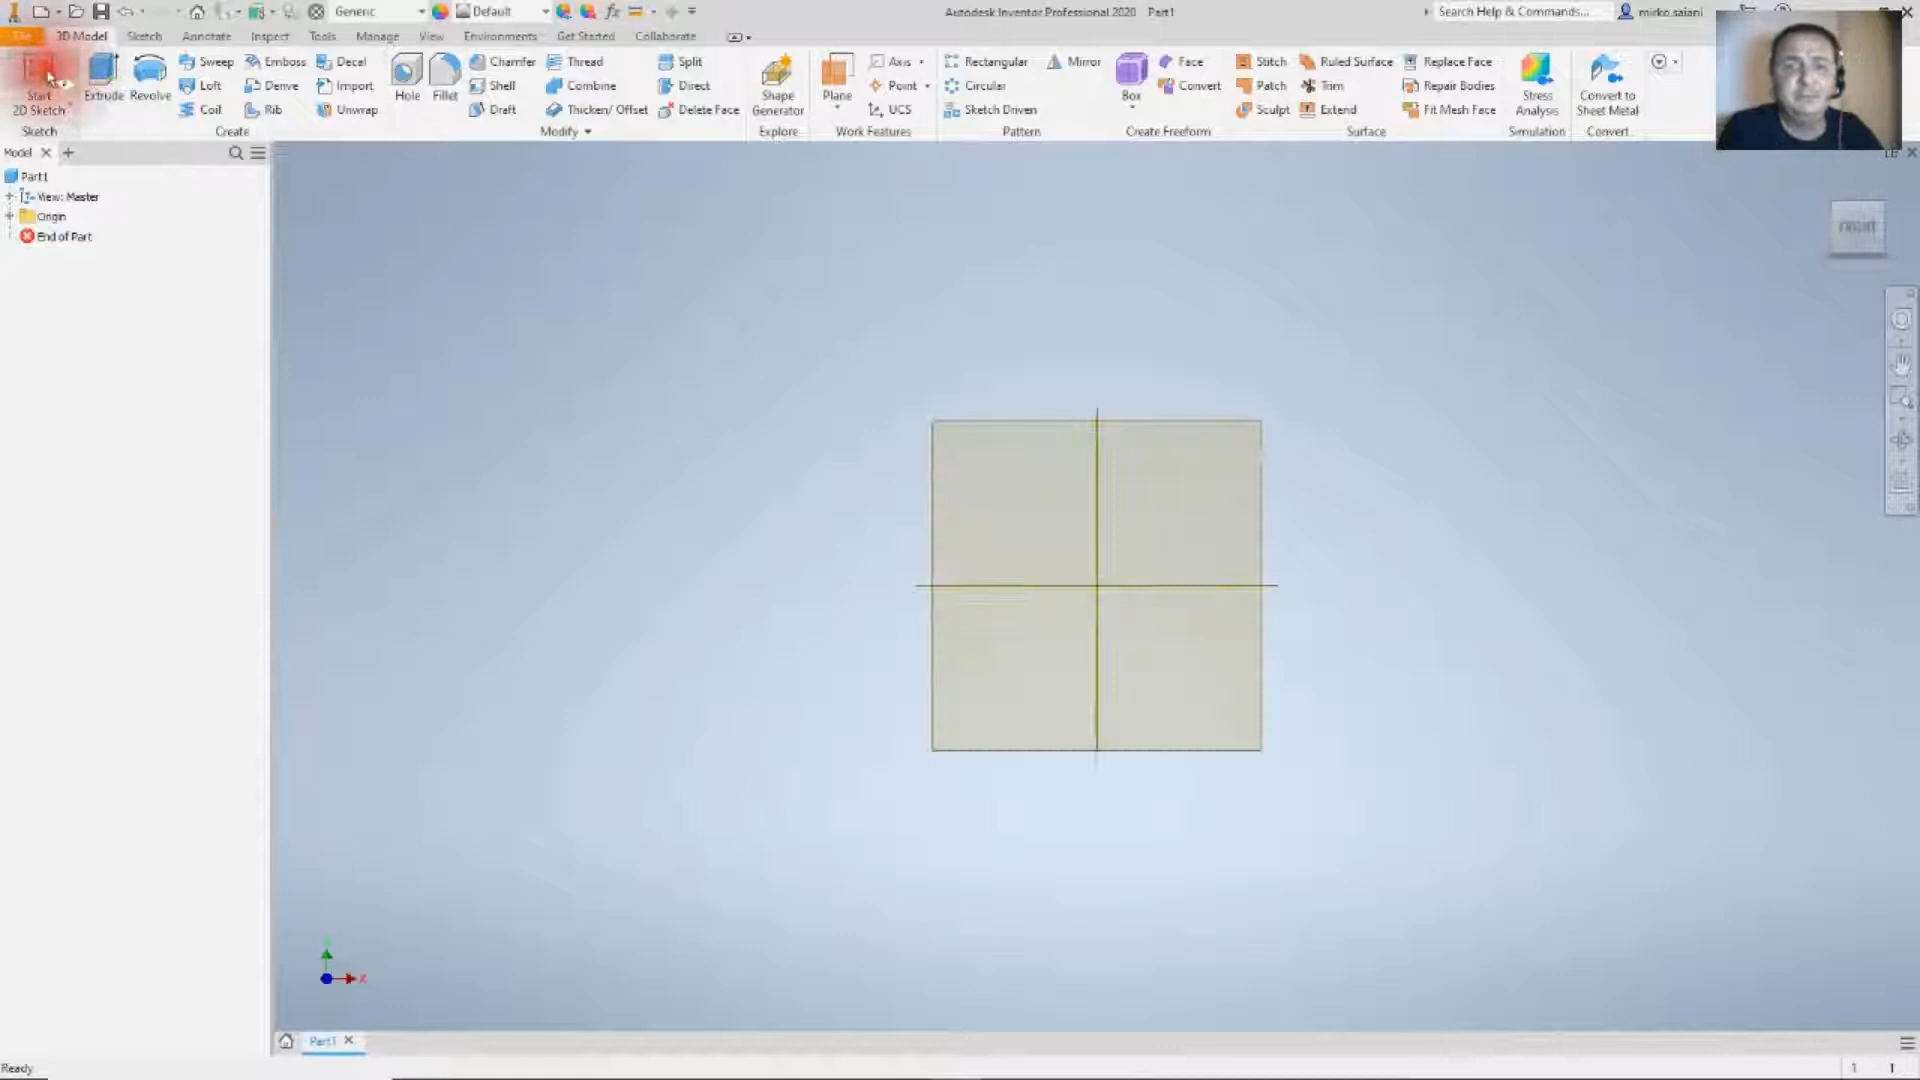 Generic Default fx Autodesk Inventor Professional 2020 Part1 Search Help & Commands... mirko saiani
File 3D Model Sketch Annotate Inspect Tools Manage View Environments Get Started Collaborate
Start
2D Sketch
Extrude
Revolve
Sweep Emboss Decal
Loft Derive Import
Coil Rib Unwrap
Hole
Fillet
Chamfer Thread Split
Shell Combine Direct
Draft Thicken/ Offset Delete Face
Shape
Generator
Plane
Axis
Point
UCS
Rectangular Mirror
Circular
Sketch Driven
Box
Face
Convert
Stitch Ruled Surface Replace Face
Patch Trim Repair Bodies
Sculpt Extend Fit Mesh Face
Stress
Analysis
Convert to
Sheet Metal
Sketch Create Modify Explore Work Features Pattern Create Freeform Surface Simulation Convert
Model
Part1
View: Master
Origin
End of Part
FRONT
X
Part1
Ready
1 1